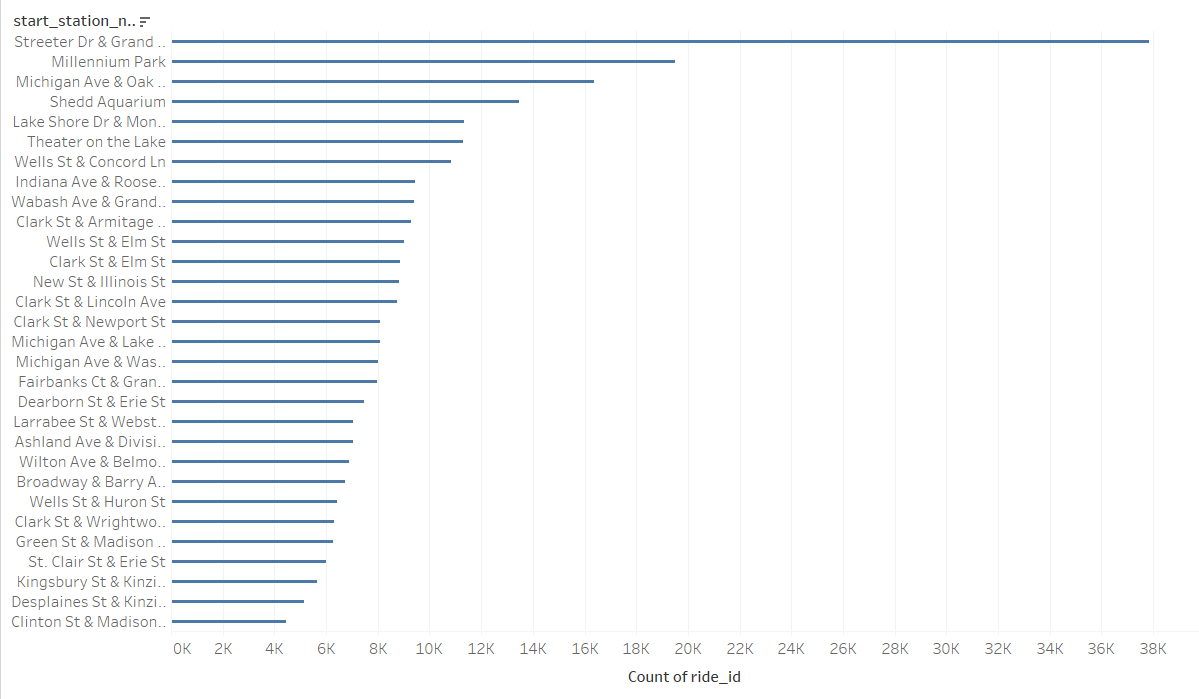 start_station_n..
Streeter Dr & Grand ..
Millennium Park
Michigan Ave & Oak ..
Shedd Aquarium
Lake Shore Dr & Mon..
Theater on the Lake
Wells St & Concord Ln
Indiana Ave & Roose..
Wabash Ave & Grand..
Clark St & Armitage ..
Wells St & Elm St
Clark St & Elm St
New St & Illinois St
Clark St & Lincoln Ave
Clark St & Newport St
Michigan Ave & Lake ..
Michigan Ave & Was..
Fairbanks Ct & Gran..
Dearborn St & Erie St
Larrabee St & Webst..
Ashland Ave & Divisi..
Wilton Ave & Belmo..
Broadway & Barry A..
Wells St & Huron St
Clark St & Wrightwo..
Green St & Madison ..
St. Clair St & Erie St
Kingsbury St & Kinzi..
Desplaines St & Kinzi..
Clinton St & Madison..
0K 2K 4K 6K 8K 10K 12K 14K 16K 18K 20K 22K 24K 26K 28K 30K 32K 34K 36K 38K
Count of ride_id